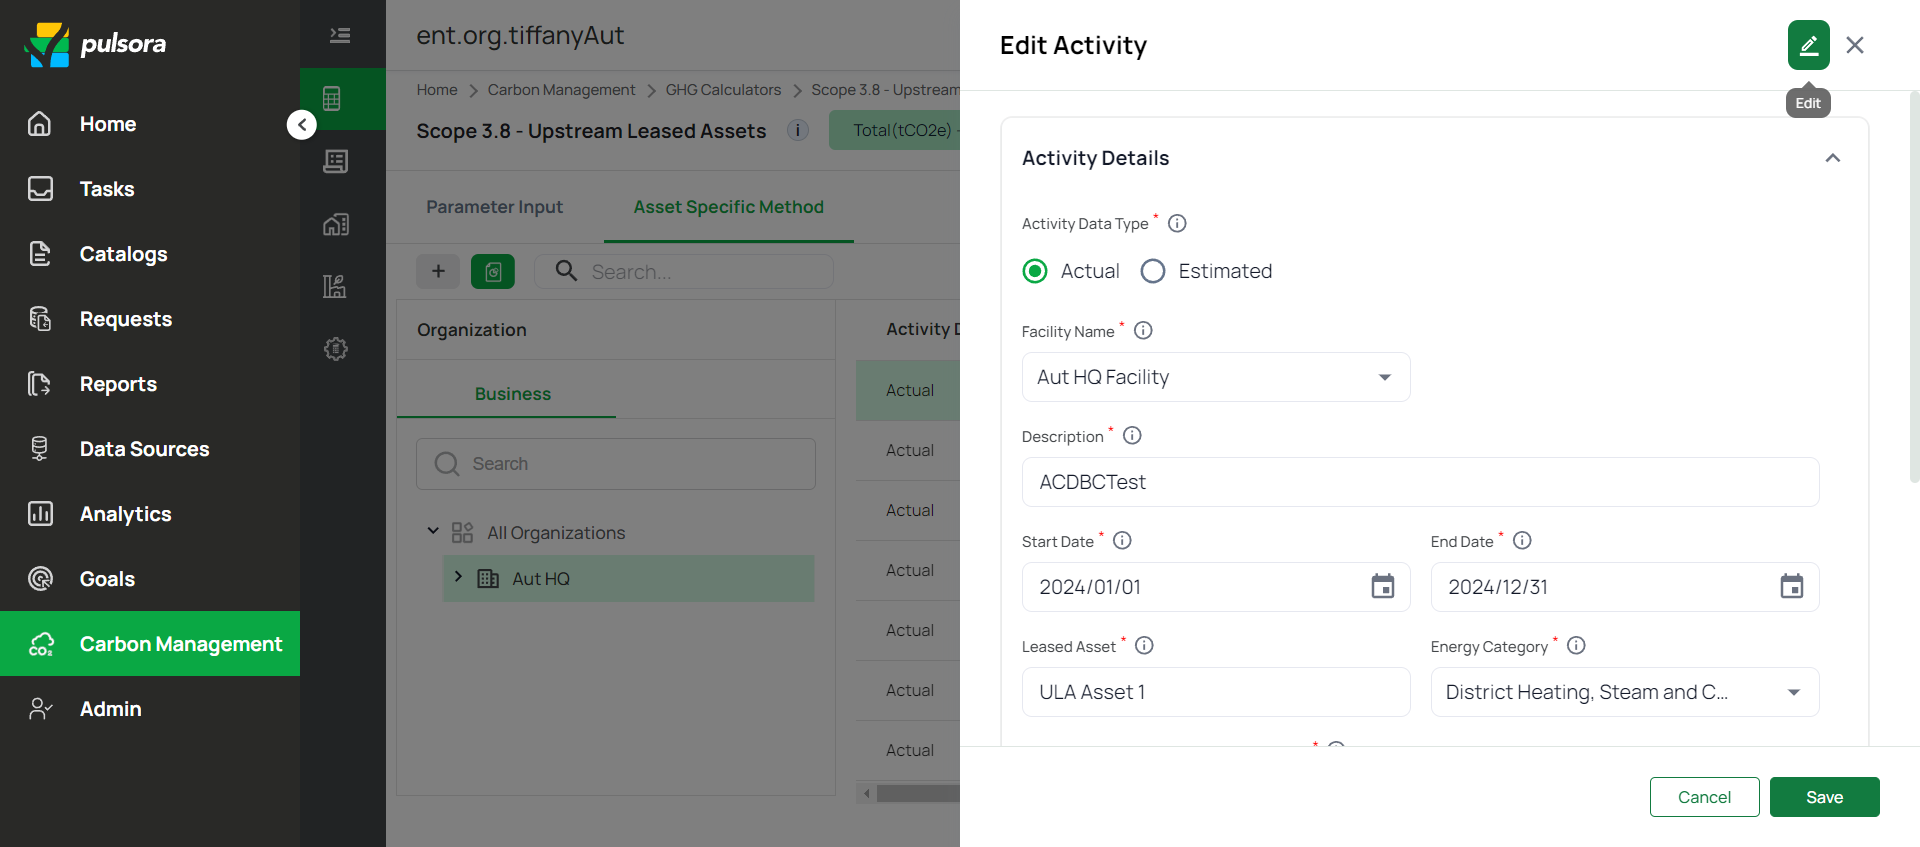 pulsora
Home
Tasks
Catalogs
Requests
Reports
Data Sources
Analytics
Goals
CO₂
Carbon Management
Admin
ent.org.tiffanyAut
Home > Carbon Management > GHG Calculators > Scope 3.8 - Upstream
Scope 3.8 - Upstream Leased Assets
i
Total(tCO2e) -
Parameter Input
Asset Specific Method
+
Search...
Organization
Business
Search
All Organizations
Aut HQ
Activity D
Actual
Actual
Actual
Actual
Actual
Actual
Actual
Edit Activity
Edit
Activity Details
Activity Data Type *
Actual
Estimated
Facility Name *
Aut HQ Facility
Description *
ACDBCTest
Start Date *
End Date *
2024/01/01
2024/12/31
Leased Asset *
Energy Category *
ULA Asset 1
District Heating, Steam and C...
*
Cancel
Save